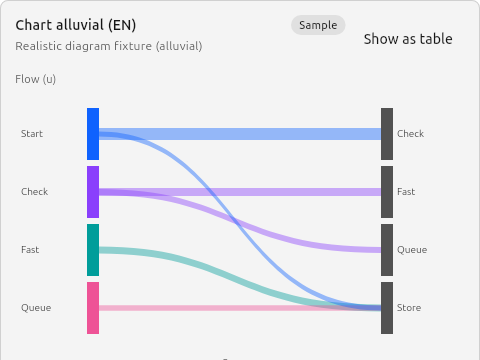 Chart alluvial (EN)
Sample
Show as table
Realistic diagram fixture (alluvial)
Flow (u)
Start
Check
Check
Fast
Fast
Queue
Queue
Store